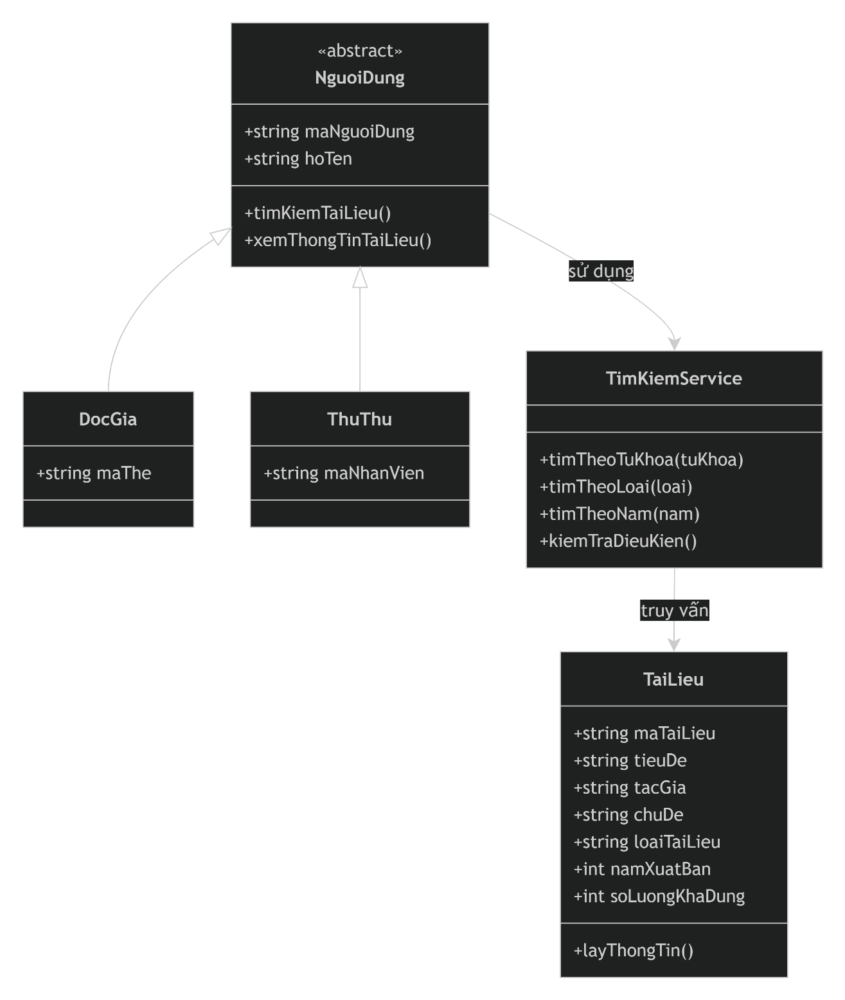 «abstract»
NguoiDung
+string maNguoiDung
+string hoTen
+timKiemTaiLieu()
+xemThongTinTaiLieu()
sử dụng
DocGia
+string maThe
ThuThu
+string maNhanVien
TimKiemService
+timTheoTuKhoa(tuKhoa)
+timTheoLoai(loai)
+timTheoNam(nam)
+kiemTraDieuKien()
truy vấn
TaiLieu
+string maTaiLieu
+string tieuDe
+string tacGia
+string chuDe
+string loaiTaiLieu
+int namXuatBan
+int soLuongKhaDung
+layThongTin()